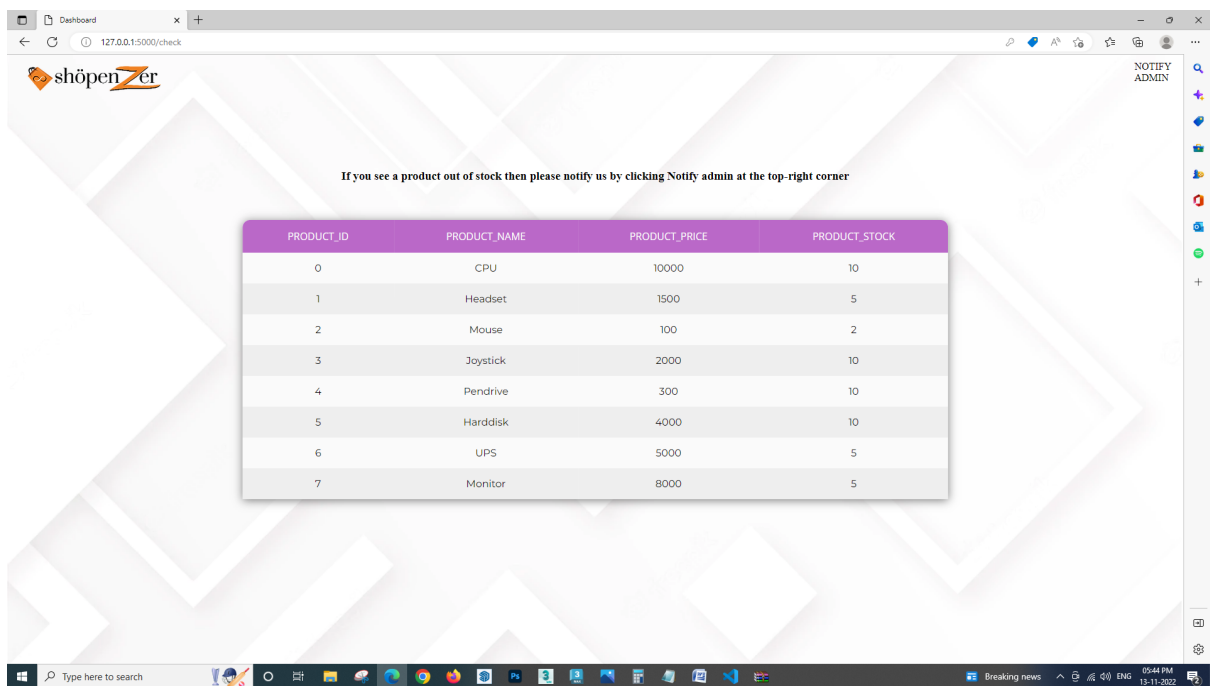 Dashboard
127.0.0.1:5000/check
shöpenZer
NOTIFY
ADMIN
If you see a product out of stock then please notify us by clicking Notify admin at the top-right corner
PRODUCT_ID PRODUCT_NAME PRODUCT_PRICE PRODUCT_STOCK
0 CPU 10000 10
1 Headset 1500 5
2 Mouse 100 2
3 Joystick 2000 10
4 Pendrive 300 10
5 Harddisk 4000 10
6 UPS 5000 5
7 Monitor 8000 5
Type here to search
Ps
3
Breaking news
ENG
05:44 PM
13-11-2022